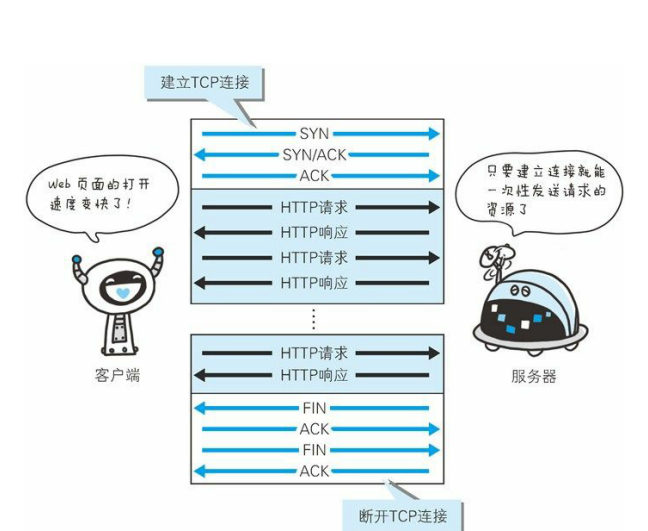 建立TCP连接
SYN
SYN/ACK
ACK
Web 页面的打开
速度变快了!
只要建立连接就能
一次性发送请求的
资源了
HTTP请求
HTTP响应
HTTP请求
HTTP响应
HTTP请求
HTTP响应
客户端
服务器
FIN
ACK
FIN
ACK
断开TCP连接